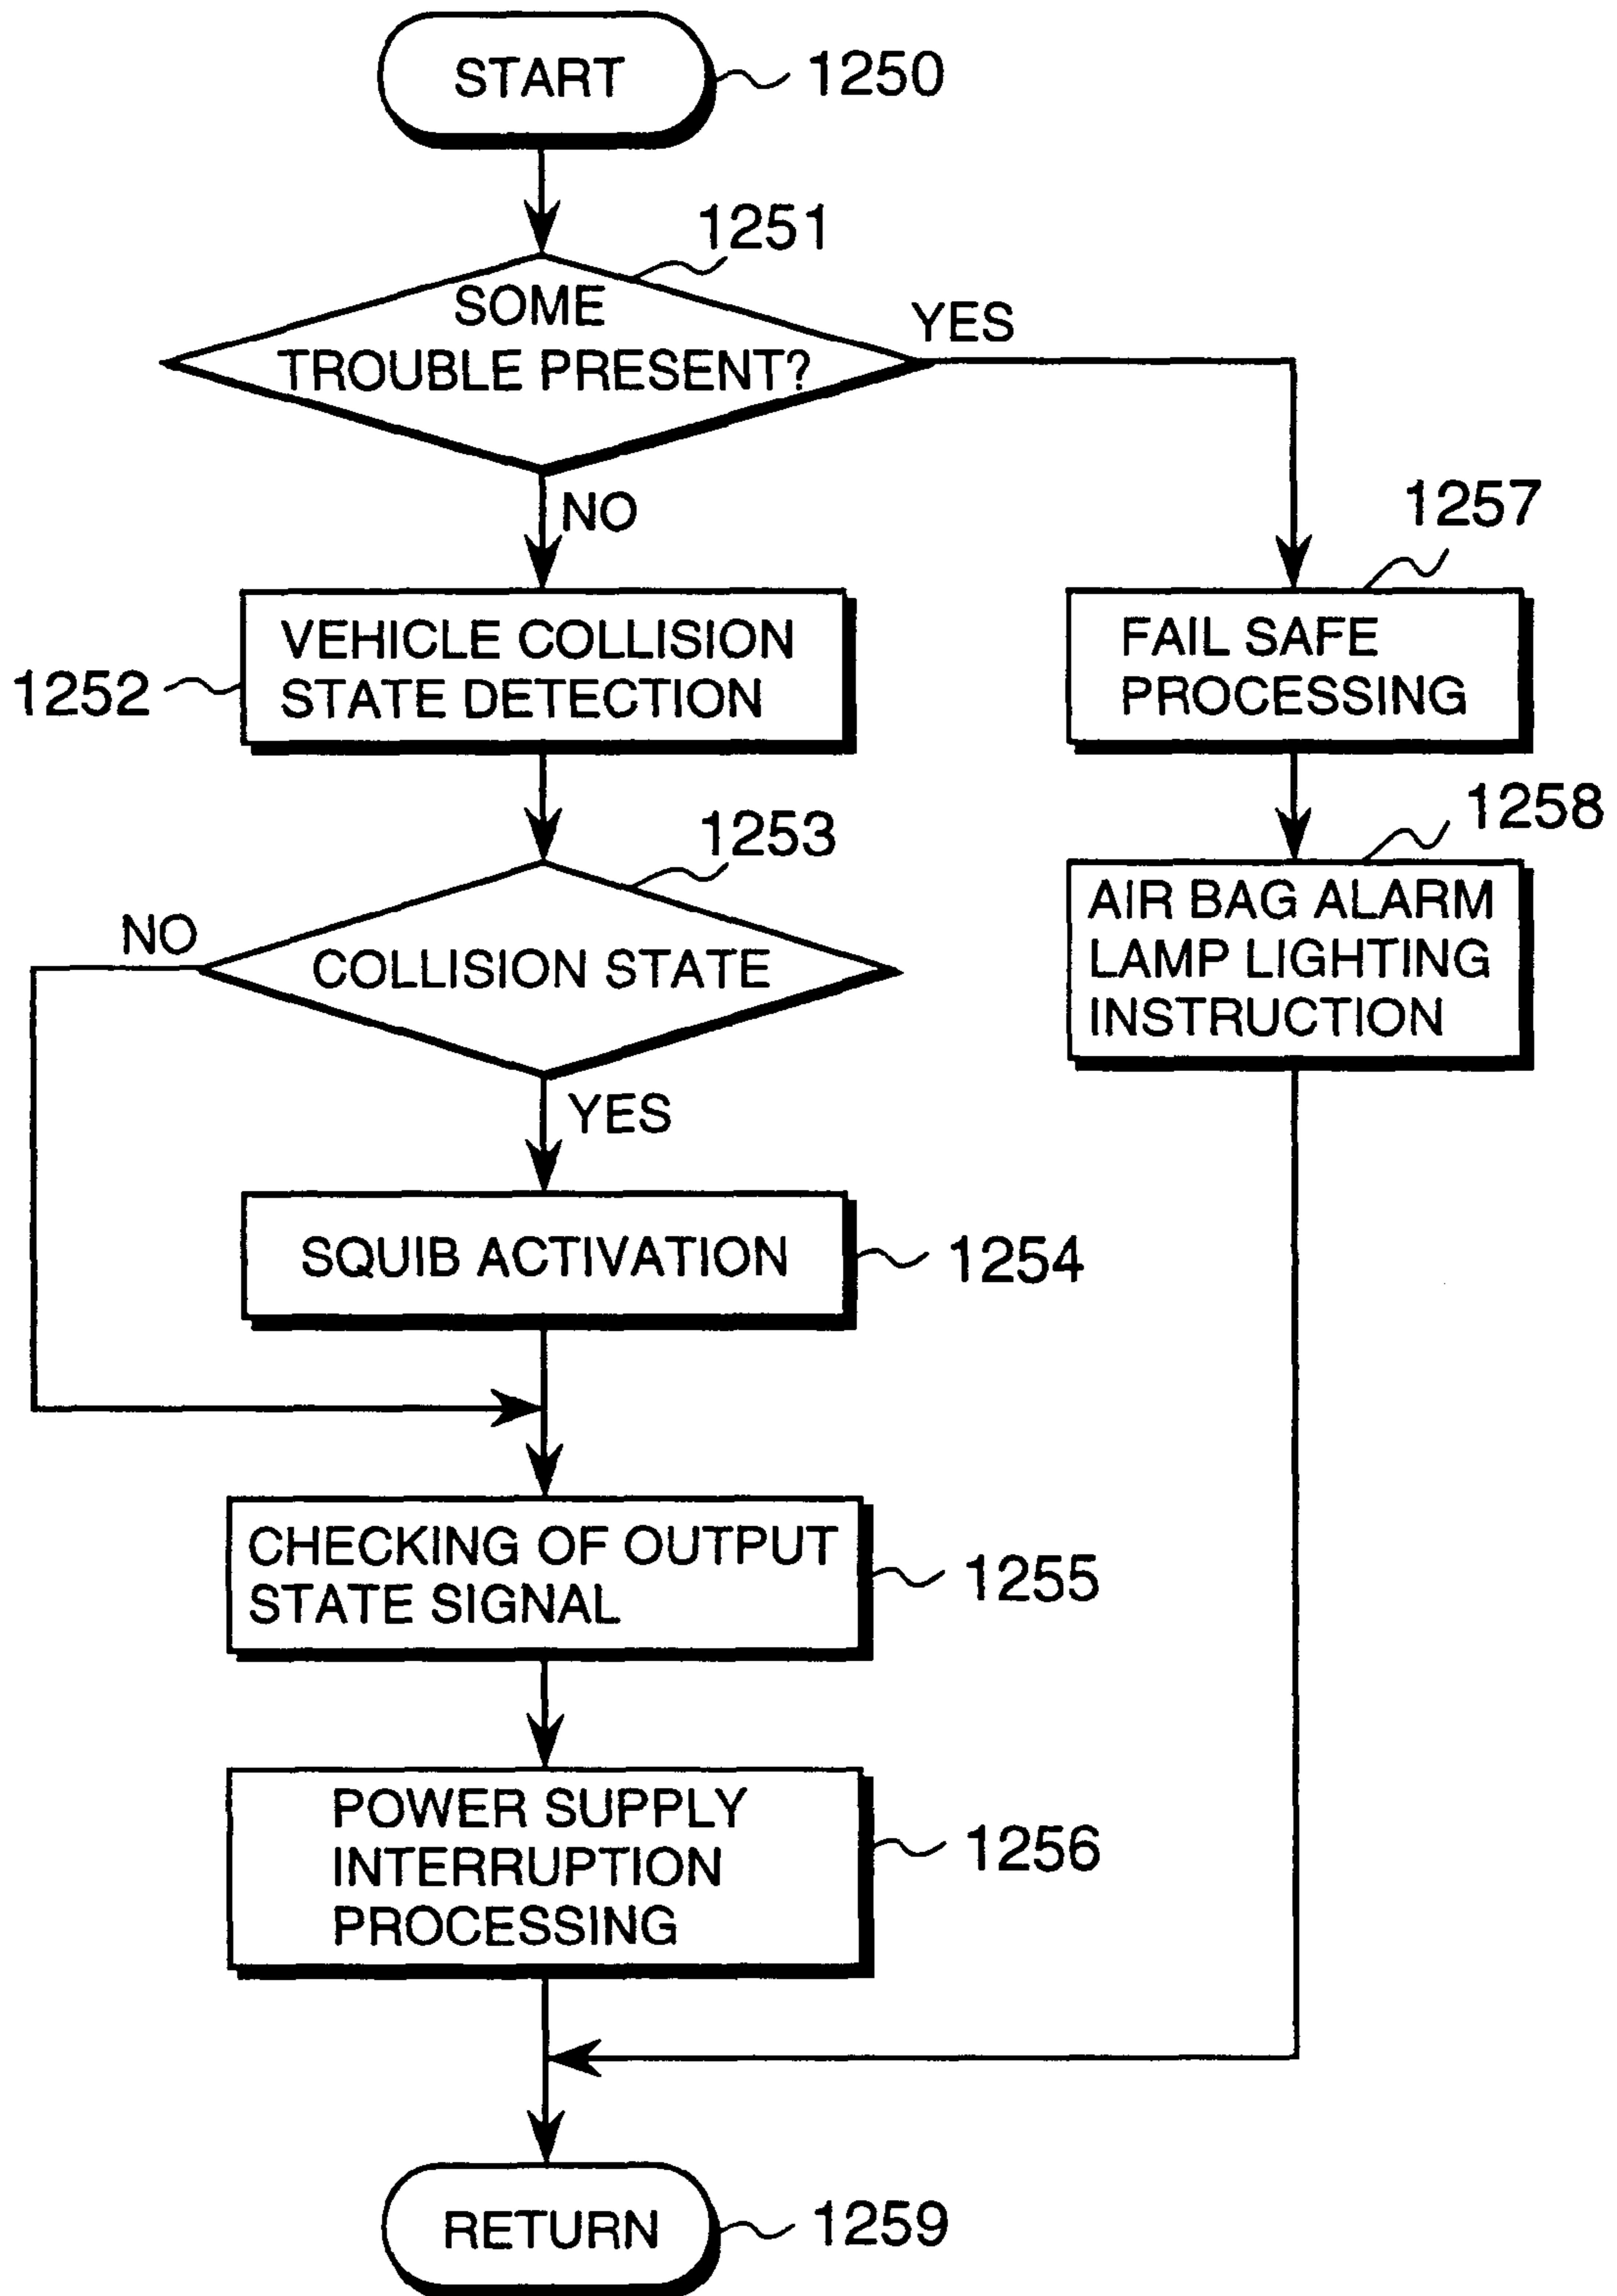 START
1250
1251
SOME
TROUBLE PRESENT?
YES
NO
1257
VEHICLE COLLISION
STATE DETECTION
1252
FAIL SAFE
PROCESSING
1253
1258
NO
COLLISION STATE
AIR BAG ALARM
LAMP LIGHTING
INSTRUCTION
YES
SQUIB ACTIVATION
1254
CHECKING OF OUTPUT
STATE SIGNAL
1255
POWER SUPPLY
INTERRUPTION
PROCESSING
1256
RETURN
1259